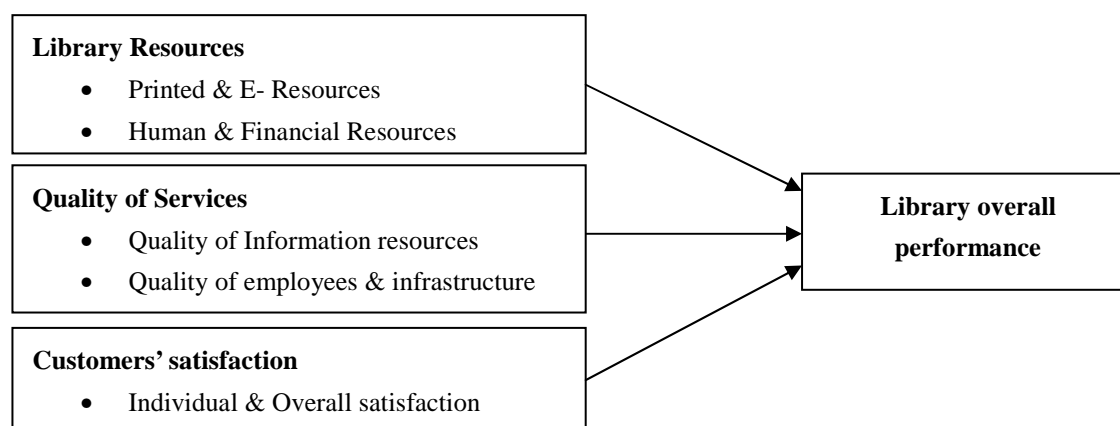 Library Resources
• Printed & E- Resources
• Human & Financial Resources
Quality of Services
• Quality of Information resources
• Quality of employees & infrastructure
Customers’ satisfaction
• Individual & Overall satisfaction
Library overall
performance